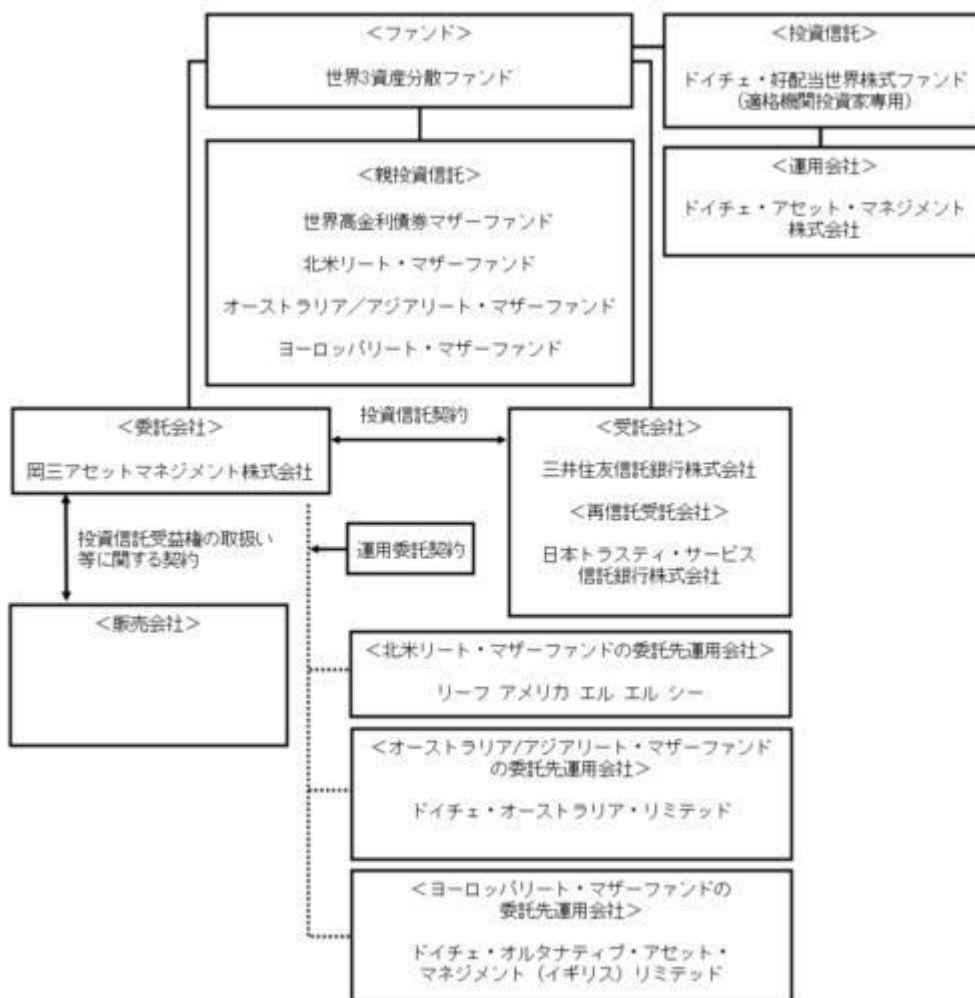 ＜ファンド＞
世界3資産分散ファンド
＜投資信託＞
ドイチェ・好配当世界株式ファンド
（適格機関投資家専用）
＜運用会社＞
ドイチェ・アセット・マネジメント
株式会社
＜親投資信託＞
世界高金利債券マザーファンド
北米リート・マザーファンド
オーストラリア／アジアリート・マザーファンド
ヨーロッパリート・マザーファンド
＜委託会社＞
岡三アセットマネジメント株式会社
投資信託契約
＜受託会社＞
三井住友信託銀行株式会社
＜再信託受託会社＞
日本トラスティ・サービス
信託銀行株式会社
投資信託受益権の取扱い
等に関する契約
運用委託契約
＜販売会社＞
＜北米リート・マザーファンドの委託先運用会社＞
リーフ アメリカ エル エル シー
＜オーストラリア/アジアリート・マザーファンド
の委託先運用会社＞
ドイチェ・オーストラリア・リミテッド
＜ヨーロッパリート・マザーファンドの
委託先運用会社＞
ドイチェ・オルタナティブ・アセット・
マネジメント（イギリス）リミテッド